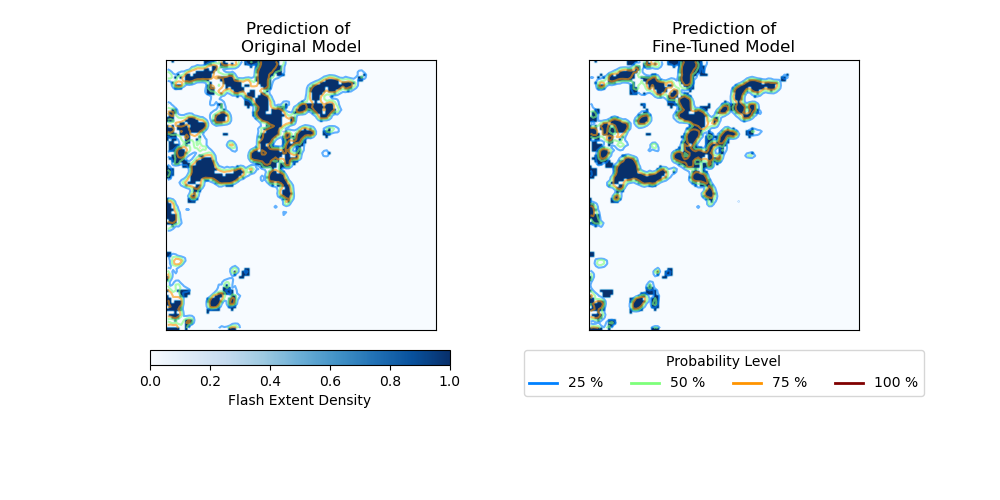 Prediction of
Original Model
Prediction of
Fine-Tuned Model
0.0 0.2 0.4 0.6 0.8 1.0
Flash Extent Density
Probability Level
25 % 50 % 75 % 100 %